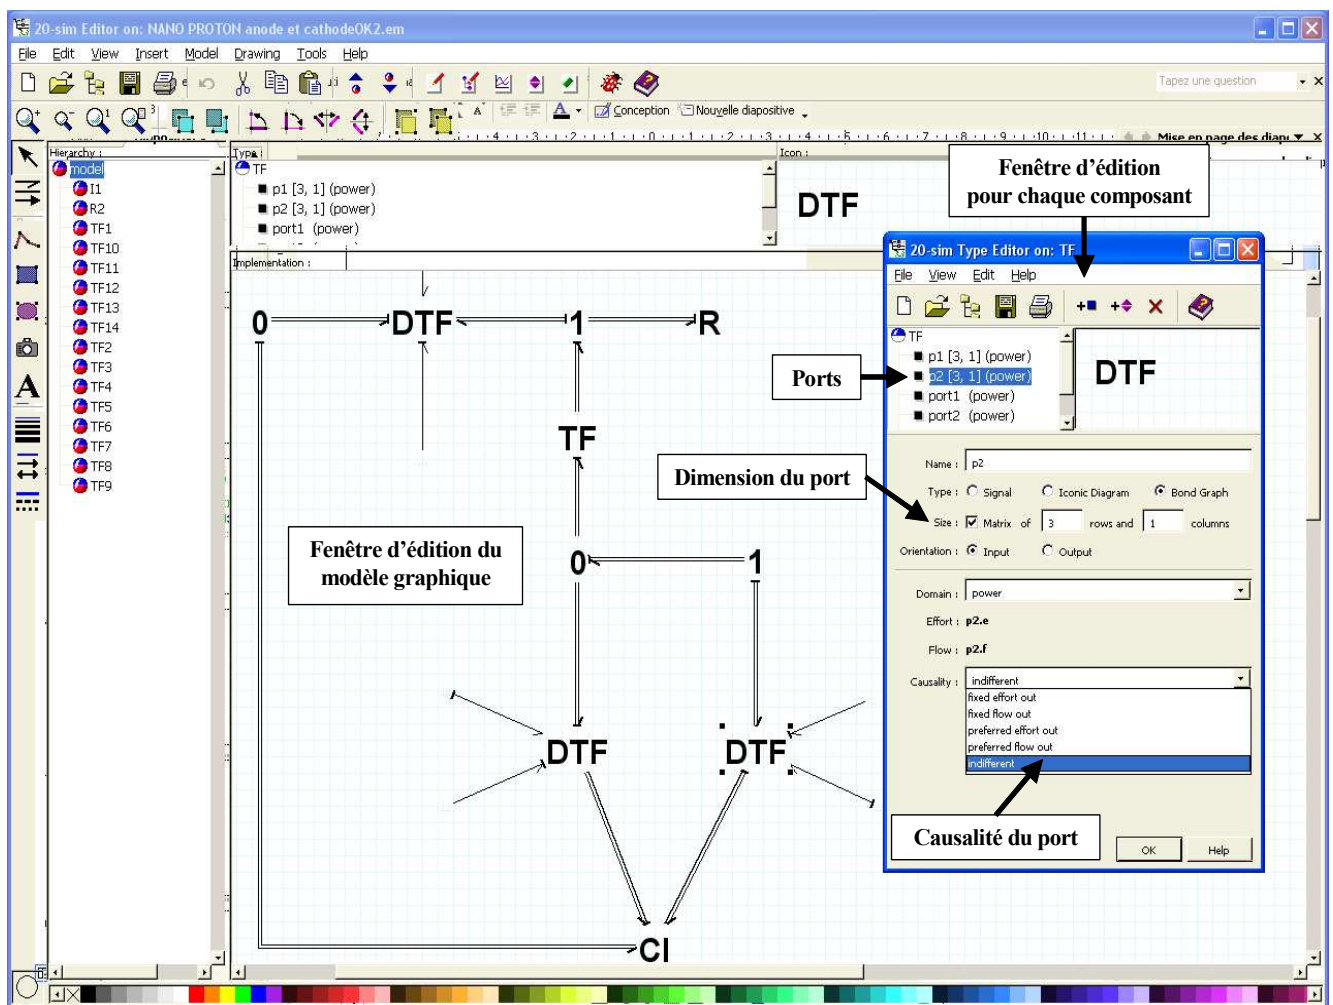 20-sim Editor on: NANO PROTON anode et cathodeOK2.em
File Edit View Insert Model Drawing Tools Help
Tapez une question
Conception Nouvelle diapositive
Mise en page des diap
Hierarchy :
model
I1
R2
TF1
TF10
TF11
TF12
TF13
TF14
TF2
TF3
TF4
TF5
TF6
TF7
TF8
TF9
Type :
TF
p1 [3, 1] (power)
p2 [3, 1] (power)
port1 (power)
Icon :
DTF
Implementation :
0 DTF 1 R
TF
0 1
DTF DTF
CI
Fenêtre d'édition du
modèle graphique
Fenêtre d'édition
pour chaque composant
Ports
Dimension du port
Causalité du port
20-sim Type Editor on: TF
File View Edit Help
TF
p1 [3, 1] (power)
p2 [3, 1] (power)
port1 (power)
port2 (power)
DTF
Name : p2
Type : Signal Iconic Diagram Bond Graph
Size : Matrix of 3 rows and 1 columns
Orientation : Input Output
Domain : power
Effort : p2.e
Flow : p2.f
Causality : indifferent
fixed effort out
fixed flow out
preferred effort out
preferred flow out
indifferent
OK Help